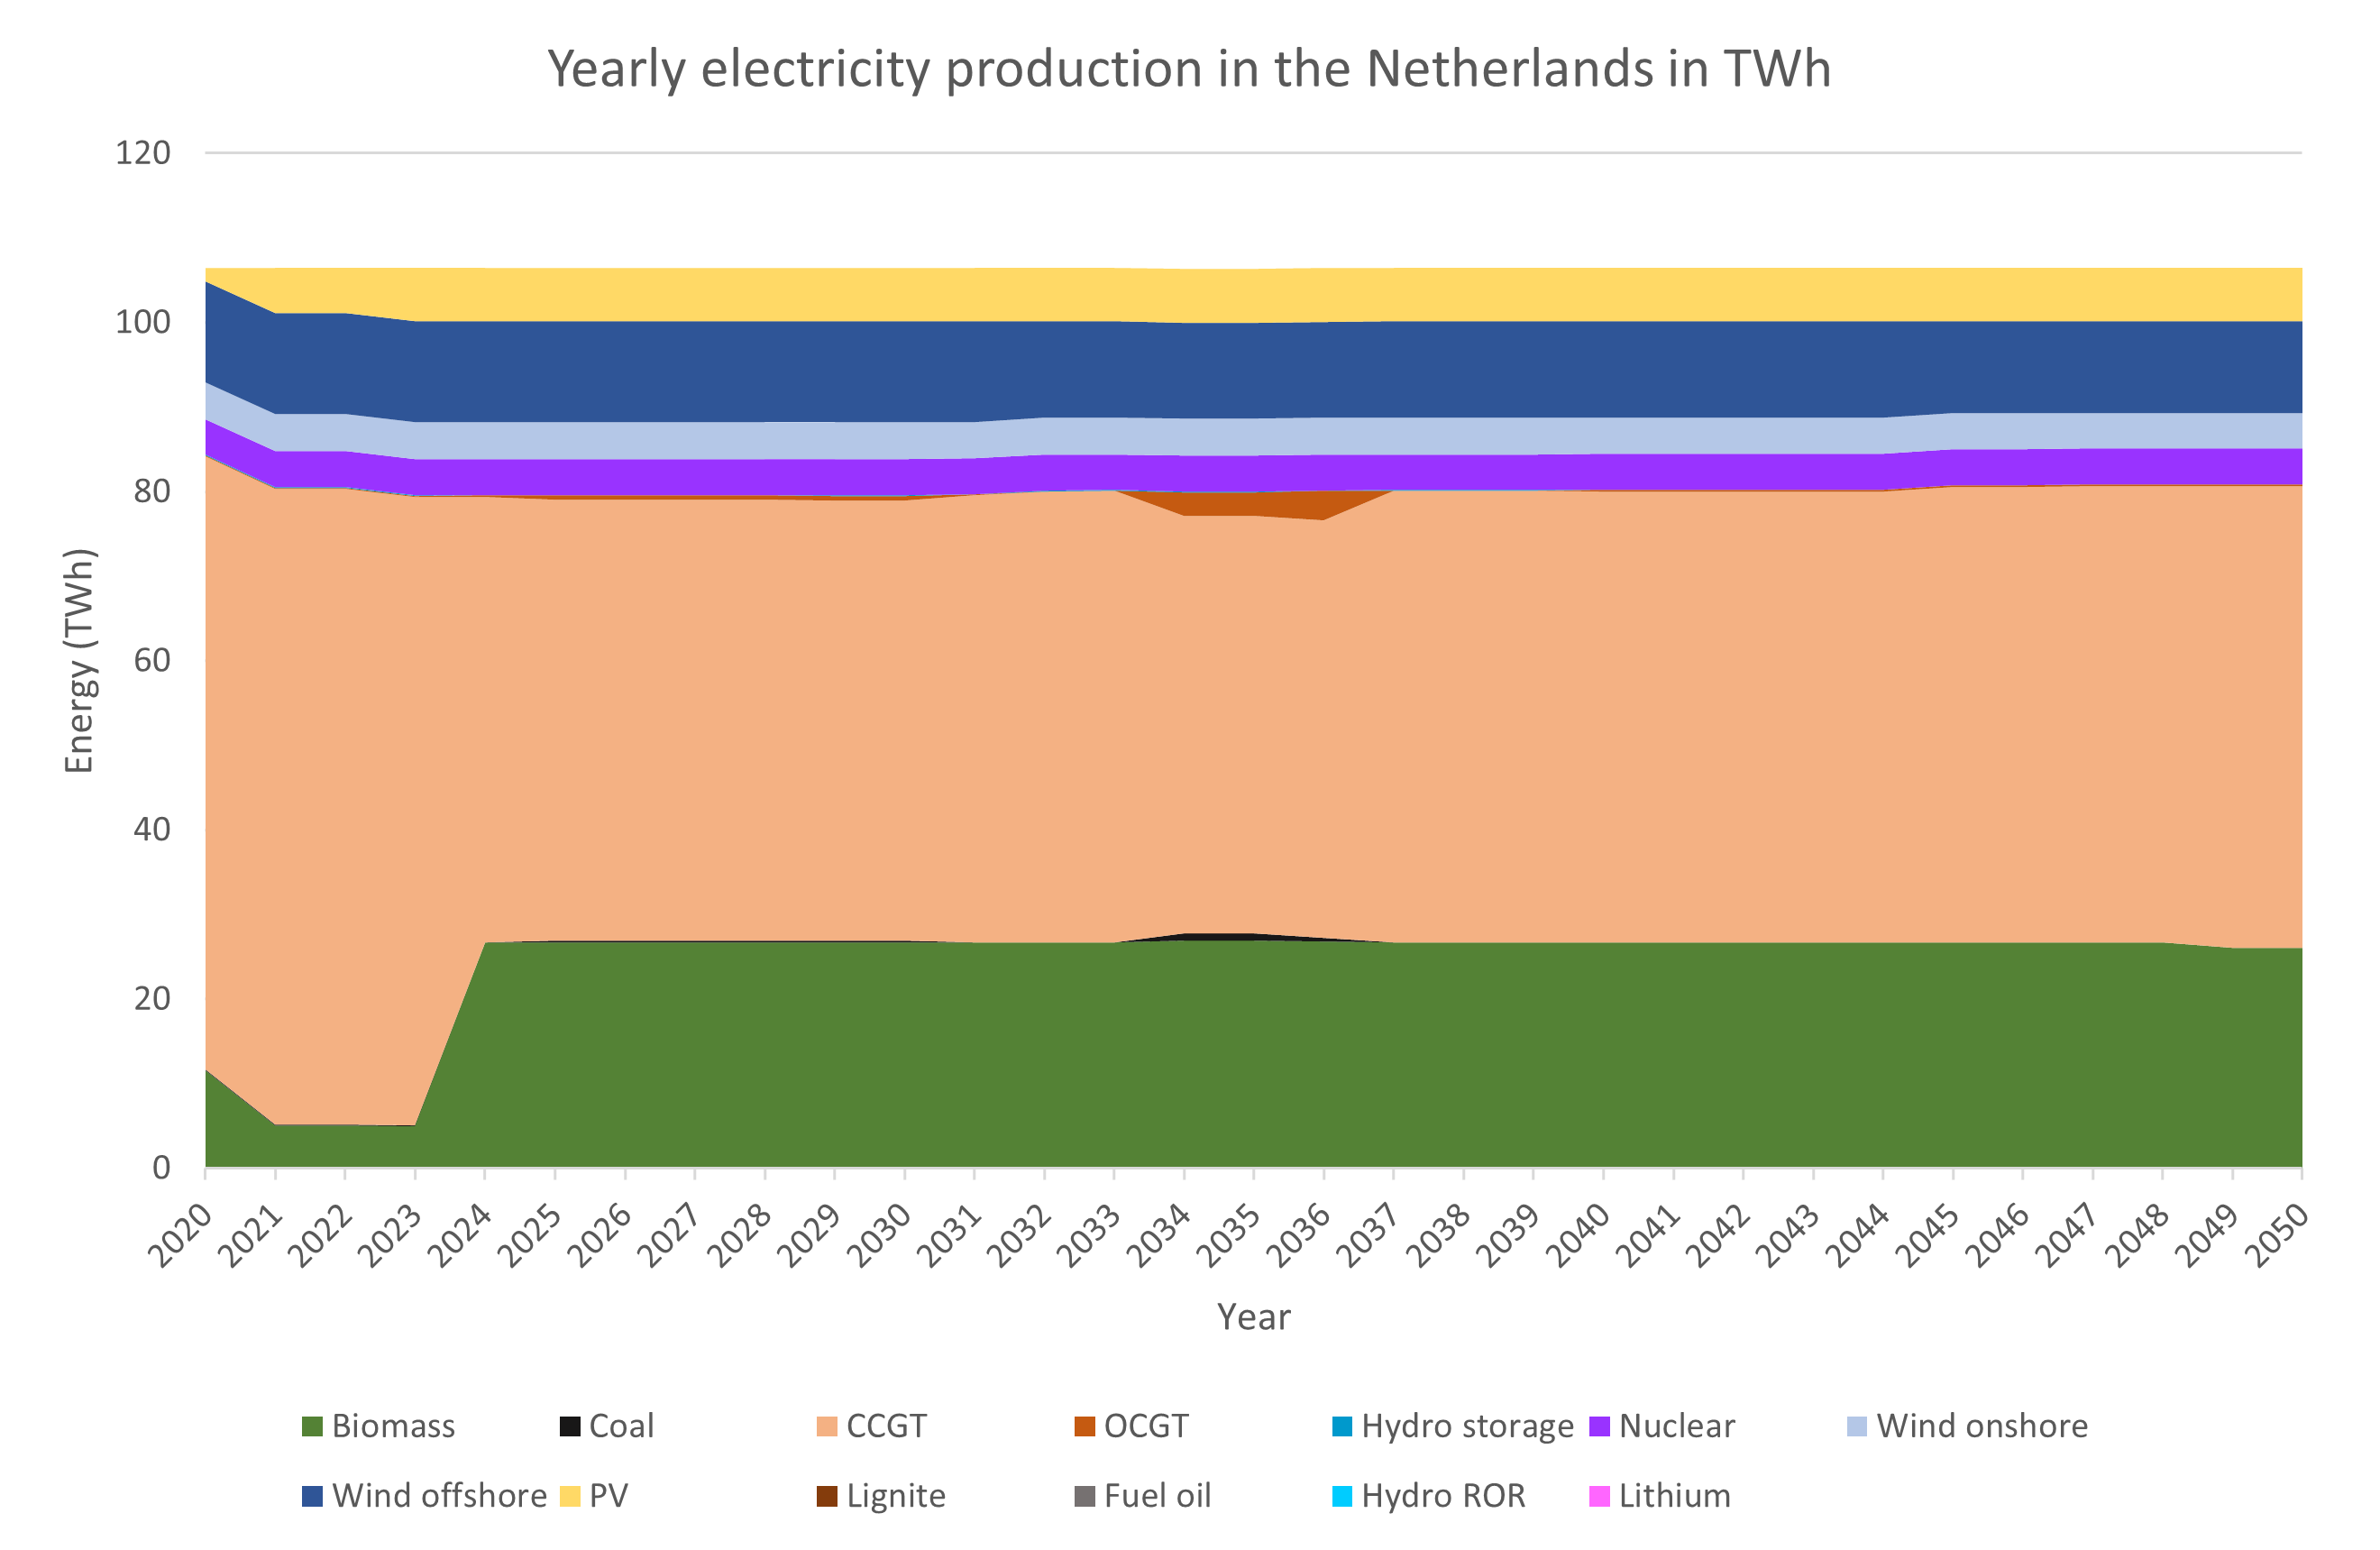 Yearly electricity production in the Netherlands in TWh
120
100
80
60
40
20
0
Energy (TWh)
2020 2021 2022 2023 2024 2025 2026 2027 2028 2029 2030 2031 2032 2033 2034 2035 2036 2037 2038 2039 2040 2041 2042 2043 2044 2045 2046 2047 2048 2049 2050
Year
Biomass Coal CCGT OCGT Hydro storage Nuclear Wind onshore
Wind offshore PV Lignite Fuel oil Hydro ROR Lithium